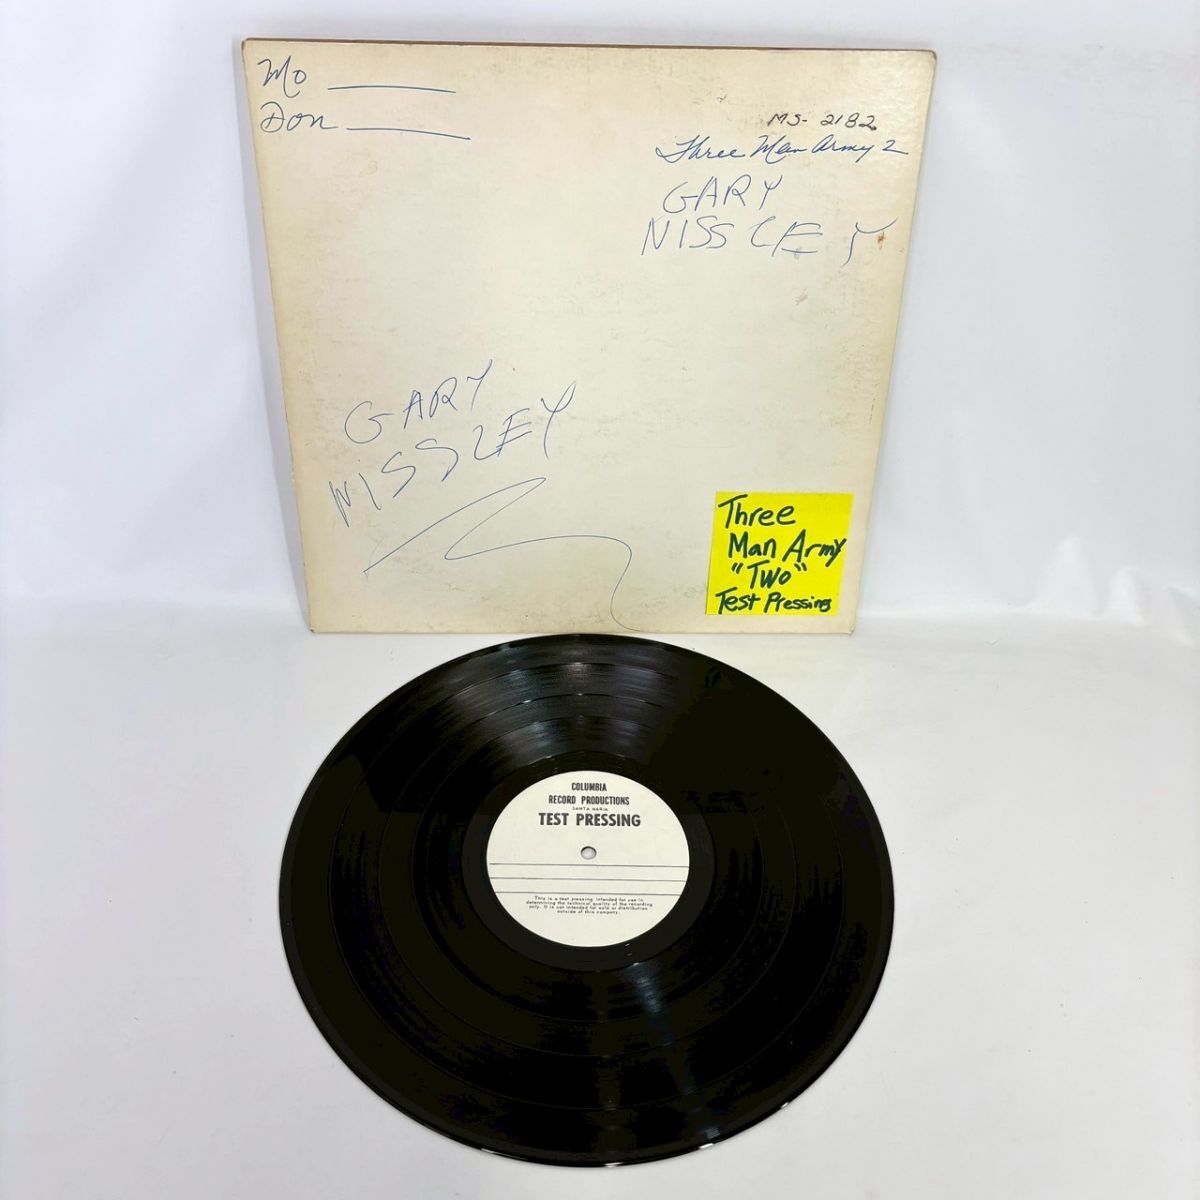 Mo
Don
MS- 2182
Three Man Army 2
GARY
NISSLEY
GARY
NISSLEY
Three
Man Army
"Two"
Test Pressing
COLUMBIA
RECORD PRODUCTIONS
SANTA MARIA
TEST PRESSING
This is a test pressing intended for use in
determining the technical quality of the recording
only. It is not intended for sale or distribution
outside of this company.